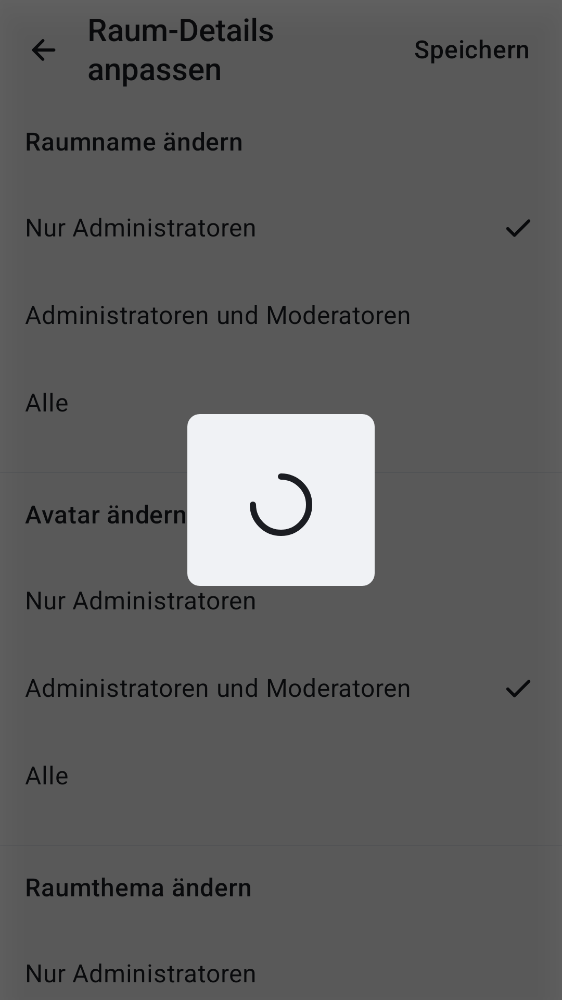 Raum-Details
anpassen
Speichern
Raumname ändern
Nur Administratoren
Administratoren und Moderatoren
Alle
Avatar ändern
Nur Administratoren
Administratoren und Moderatoren
Alle
Raumthema ändern
Nur Administratoren